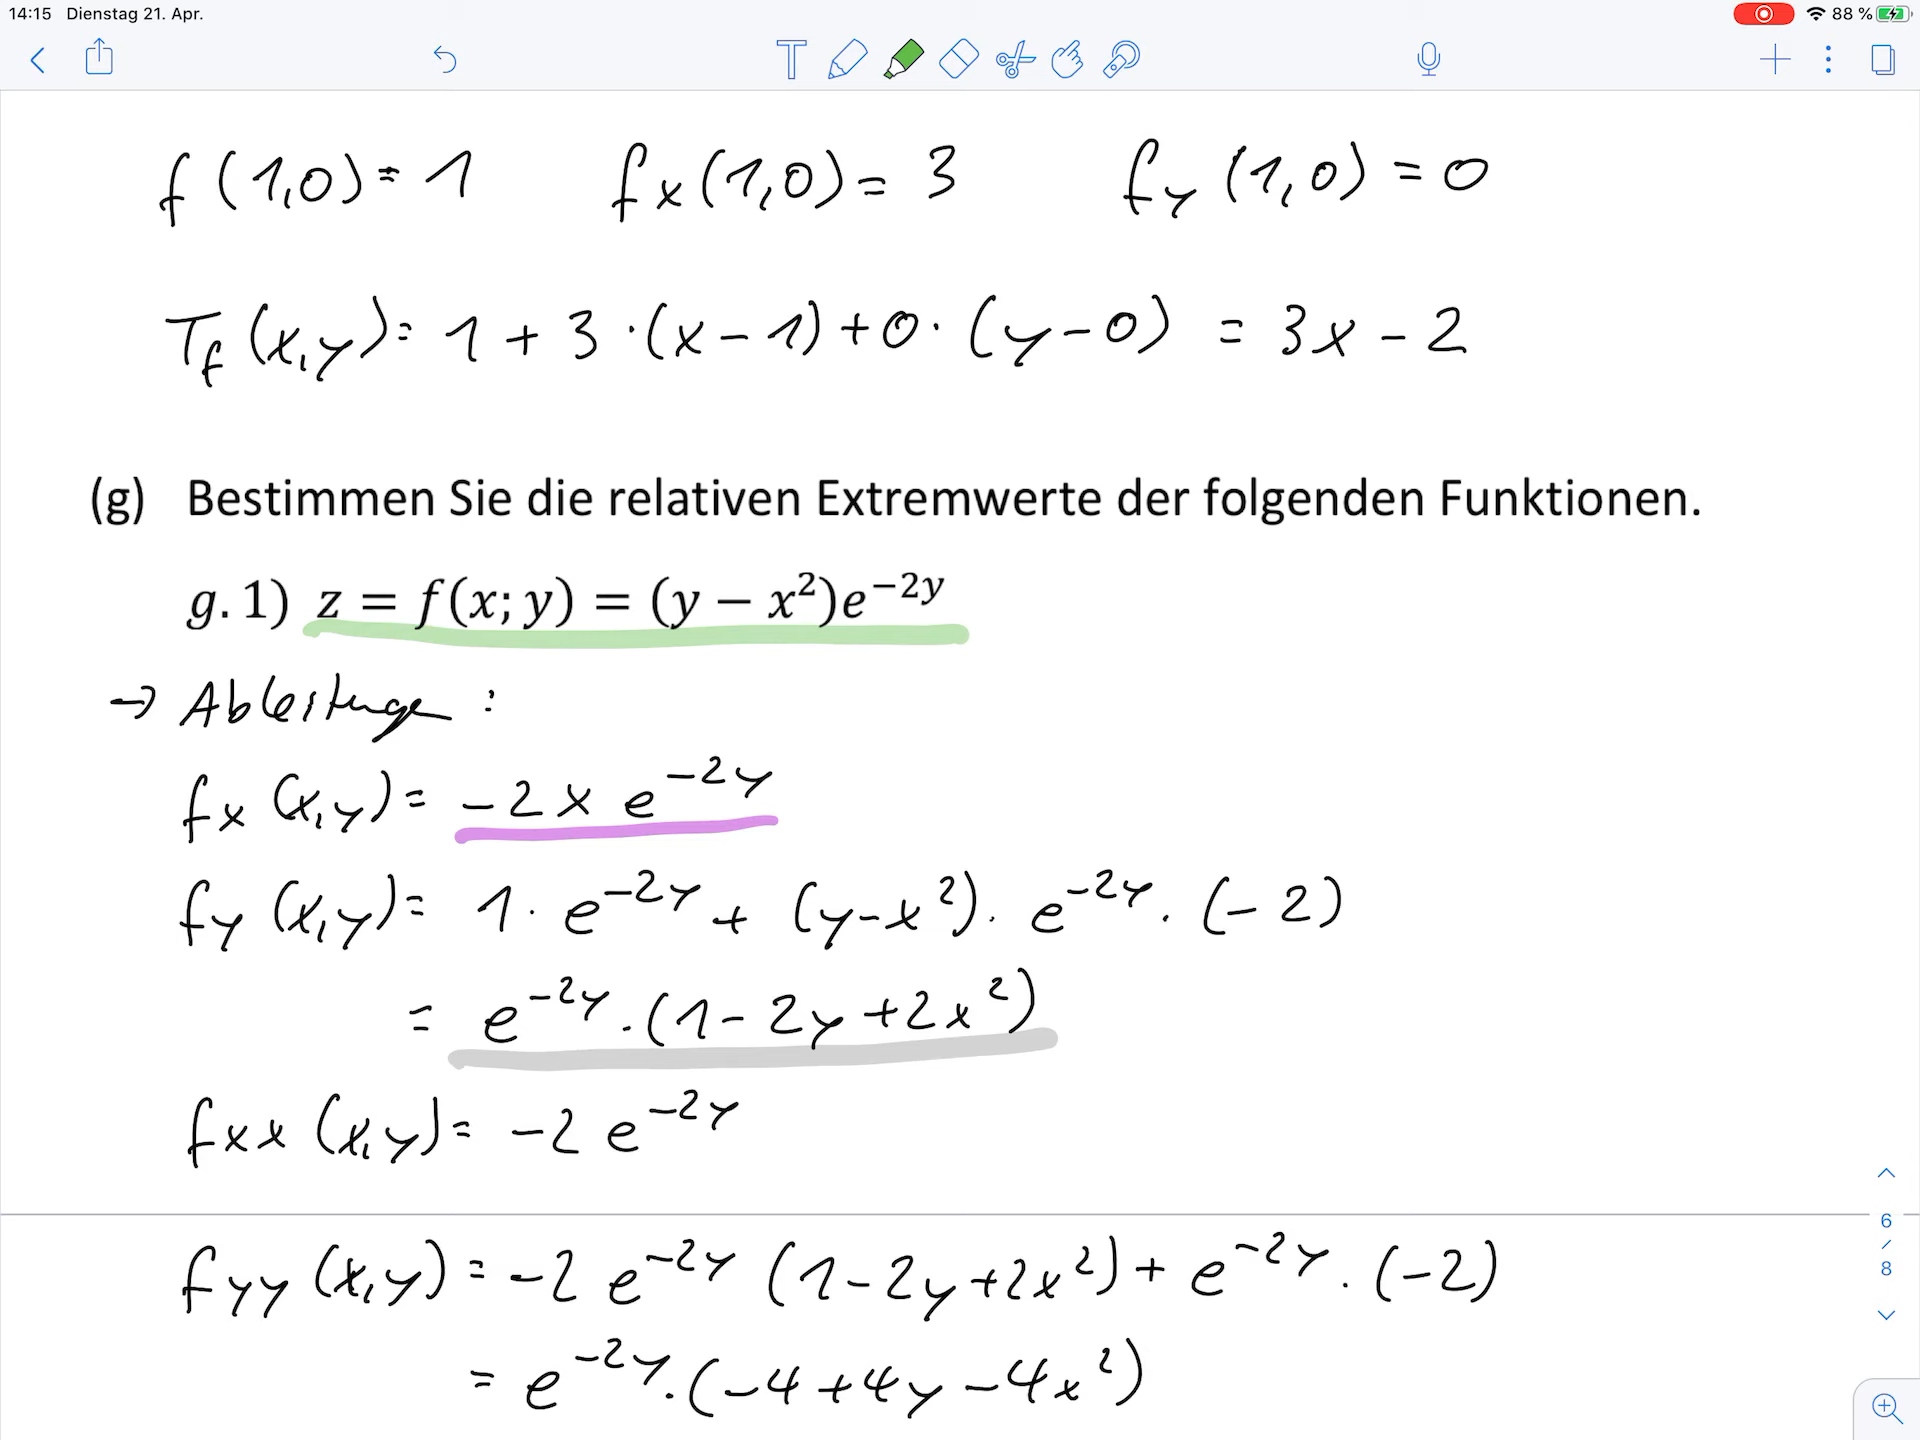 14:15 Dienstag 21. Apr. 88 %
T
f(1,0)=1 fx(1,0)=3 fy(1,0)=0
Tf(x,y)=1+3·(x-1)+0·(y-0)=3x-2
(g) Bestimmen Sie die relativen Extremwerte der folgenden Funktionen.
g.1) z = f(x; y) = (y − x²)e⁻²ʸ
→ Ableitungen:
fx(x,y)= -2x e⁻²ʸ
fy(x,y)= 1·e⁻²ʸ + (y-x²)·e⁻²ʸ·(-2)
= e⁻²ʸ·(1-2y+2x²)
fxx(x,y)= -2e⁻²ʸ
6
/
8
fyy(x,y)= -2e⁻²ʸ(1-2y+2x²)+e⁻²ʸ·(-2)
= e⁻²ʸ·(-4+4y-4x²)